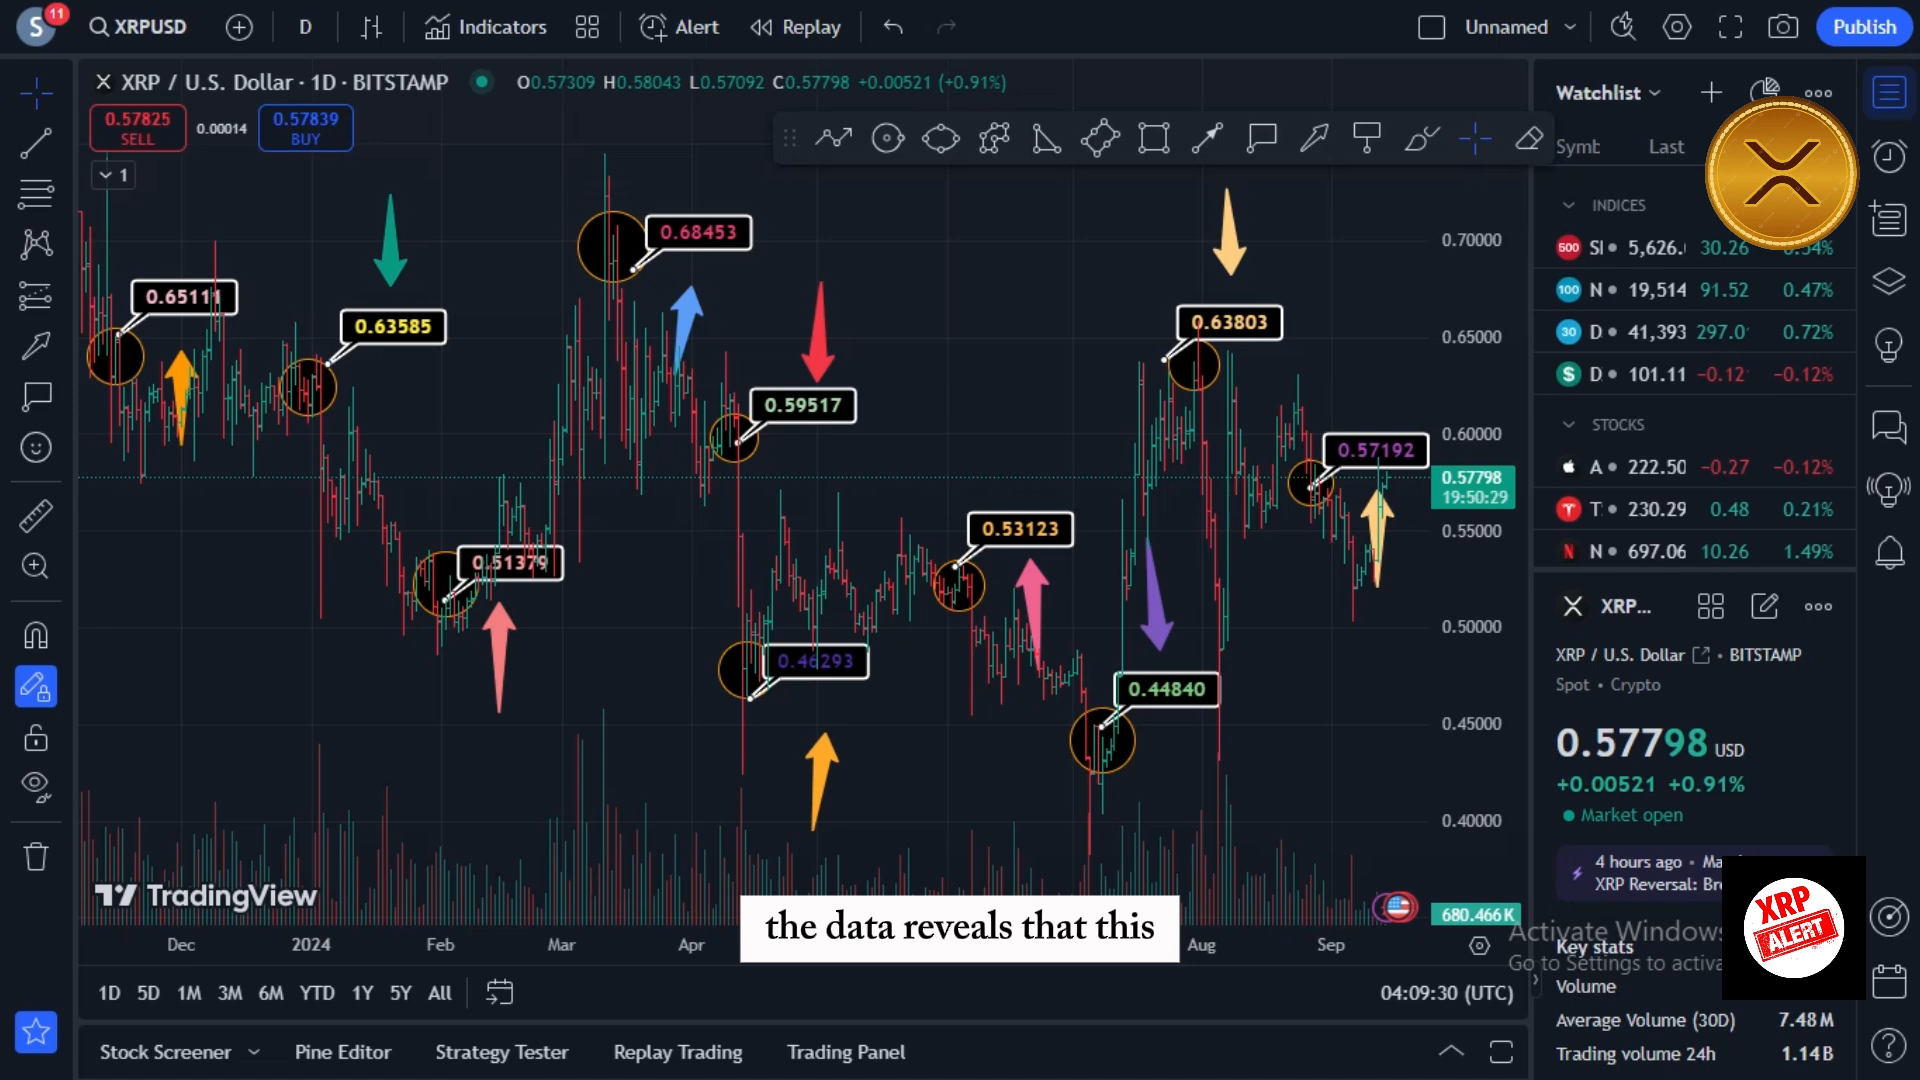 S 11 XRPUSD D Indicators Alert Replay Unnamed Publish
XRP / U.S. Dollar · 1D · BITSTAMP O0.57309 H0.58043 L0.57092 C0.57798 +0.00521 (+0.91%)
0.57825 SELL 0.00014 0.57839 BUY
1
0.65111
0.63585
0.68453
0.59517
0.51379
0.46293
0.53123
0.44840
0.63803
0.57192
0.70000
0.65000
0.60000
0.57798
19:50:29
0.55000
0.50000
0.45000
0.40000
680.466K
TradingView
the data reveals that this
Dec 2024 Feb Mar Apr Aug Sep
1D 5D 1M 3M 6M YTD 1Y 5Y All
04:09:30 (UTC)
Stock Screener Pine Editor Strategy Tester Replay Trading Trading Panel
Watchlist
Symb Last
INDICES
500 5,626. 30.26
100 N 19,514 91.52 0.47%
30 D 41,393 297.0 0.72%
S D 101.11 −0.12 −0.12%
STOCKS
A 222.50 −0.27 −0.12%
T 230.29 0.48 0.21%
N N 697.06 10.26 1.49%
XRP...
XRP / U.S. Dollar · BITSTAMP
Spot · Crypto
0.57798 USD
+0.00521 +0.91%
Market open
4 hours ago · Ma
XRP Reversal: Bre
XRP
ALERT
Activate Windows
Go to Settings to activa
Key stats
Volume
Average Volume (30D) 7.48M
Trading volume 24h 1.14B